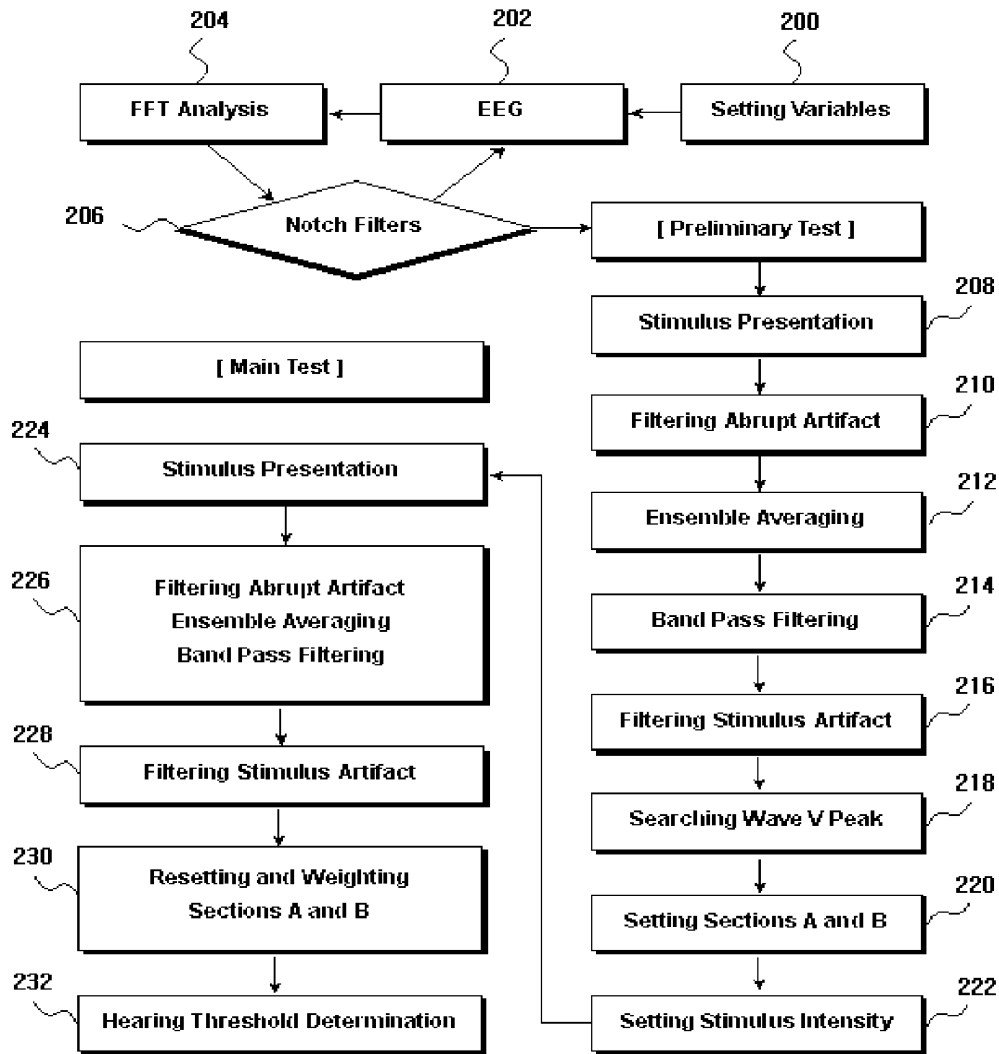 204
202
200
FFT Analysis
EEG
Setting Variables
206
Notch Filters
[ Preliminary Test ]
208
Stimulus Presentation
[ Main Test ]
210
Filtering Abrupt Artifact
224
Stimulus Presentation
212
Ensemble Averaging
226
Filtering Abrupt Artifact
Ensemble Averaging
Band Pass Filtering
214
Band Pass Filtering
216
Filtering Stimulus Artifact
228
Filtering Stimulus Artifact
218
Searching Wave V Peak
230
Resetting and Weighting
Sections A and B
220
Setting Sections A and B
232
Hearing Threshold Determination
222
Setting Stimulus Intensity